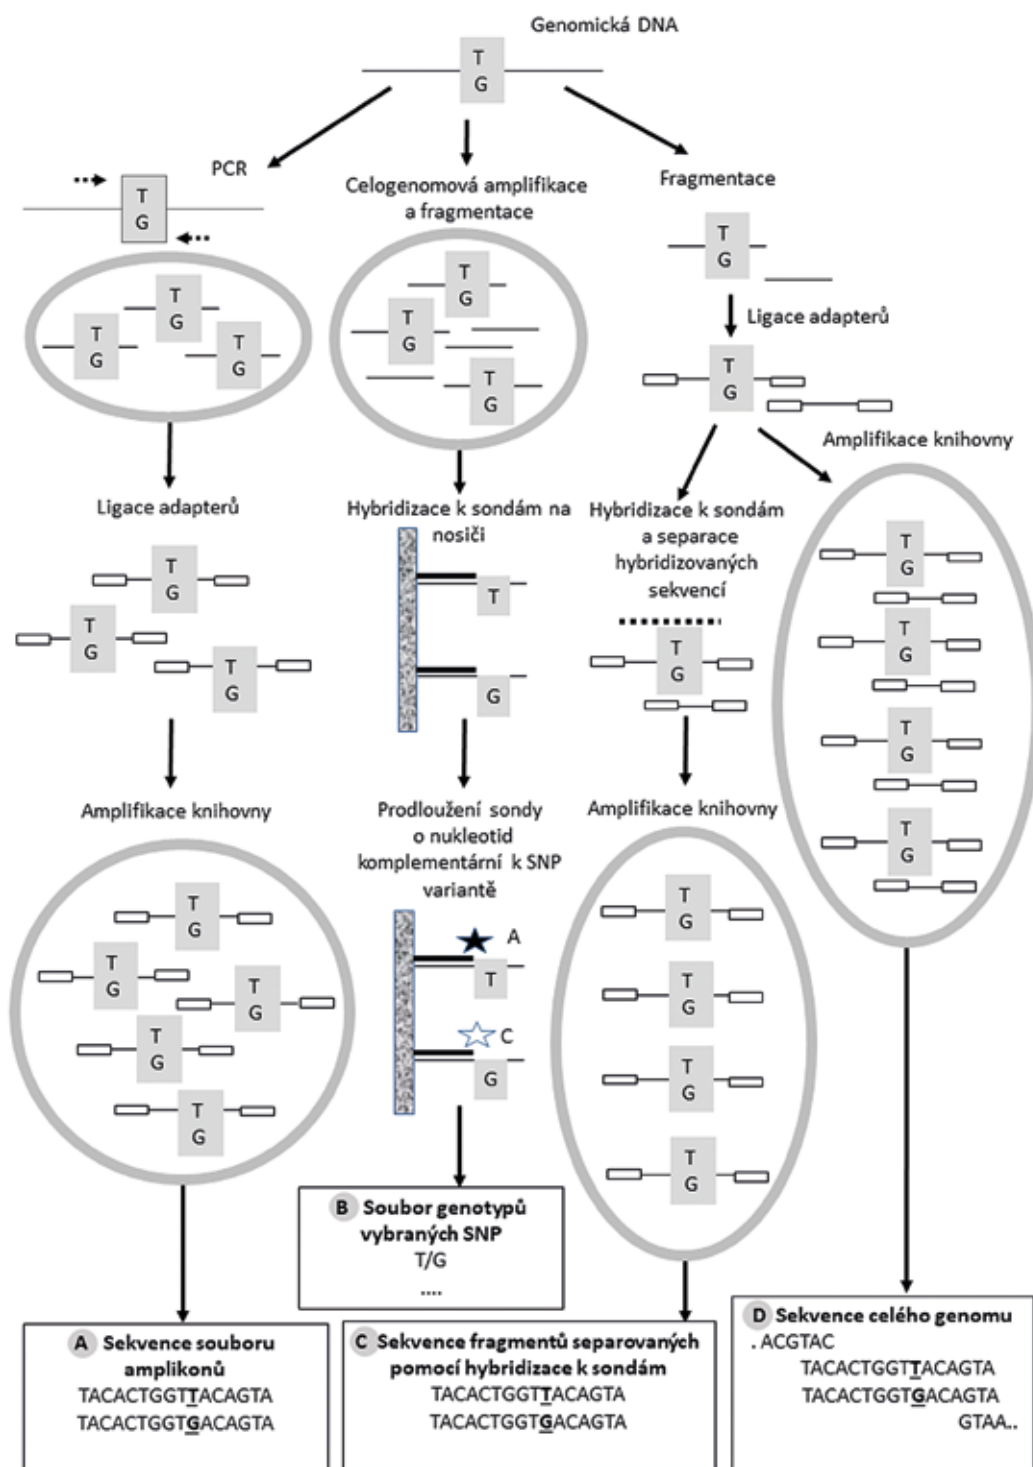 Genomická DNA
T
G
PCR
T
G
T
G
T
G
T
G
Ligace adapterů
T
G
T
G
T
G
Amplifikace knihovny
T
G
T
G
T
G
T
G
T
G
A Sekvence souboru
amplikonů
TACACTGGTTACAGTA
TACACTGGTGACAGTA
Celogenomová amplifikace
a fragmentace
T
G
T
G
T
G
Hybridizace k sondám na
nosiči
T
G
Prodloužení sondy
o nukleotid
komplementární k SNP
variantě
A
T
C
G
B Soubor genotypů
vybraných SNP
T/G
....
Fragmentace
T
G
Ligace adapterů
T
G
Hybridizace k sondám
a separace
hybridizovaných
sekvencí
T
G
Amplifikace knihovny
T
G
T
G
T
G
T
G
C Sekvence fragmentů separovaných
pomocí hybridizace k sondám
TACACTGGTTACAGTA
TACACTGGTGACAGTA
Amplifikace knihovny
T
G
T
G
T
G
T
G
D Sekvence celého genomu
. ACGTAC
TACACTGGTTACAGTA
TACACTGGTGACAGTA
GTAA..